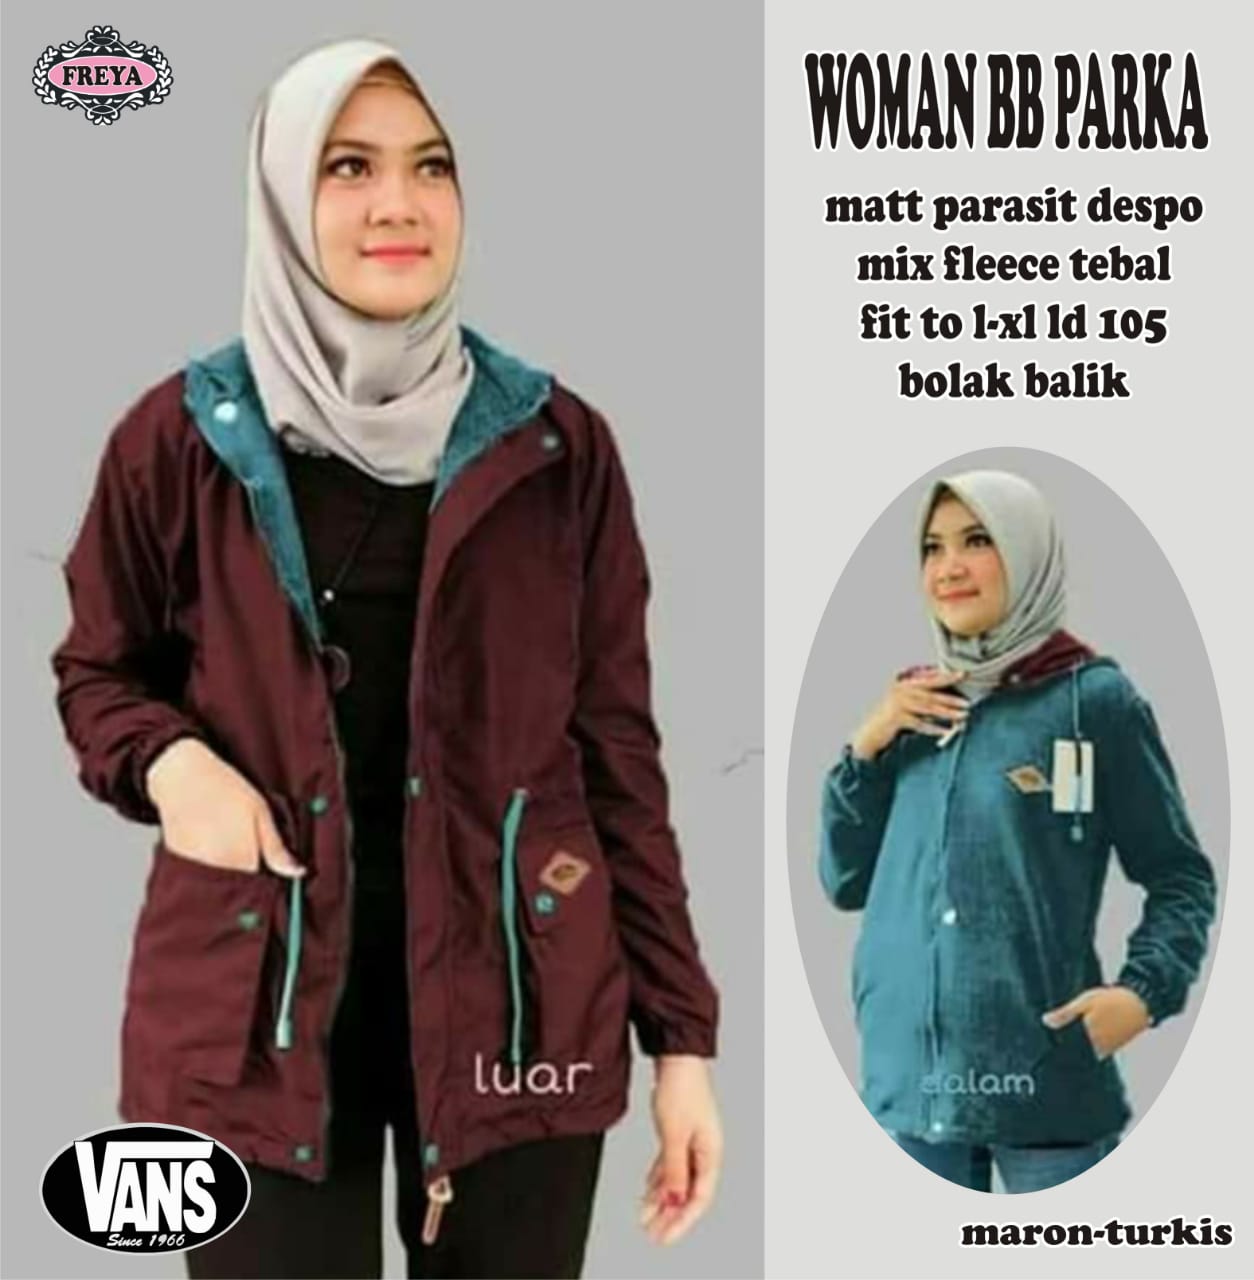 FREYA
WOMAN BB PARKA
matt parasit despo
mix fleece tebal
fit to l-xl ld 105
bolak balik
luar
dalam
VANS
Since 1966
maron-turkis